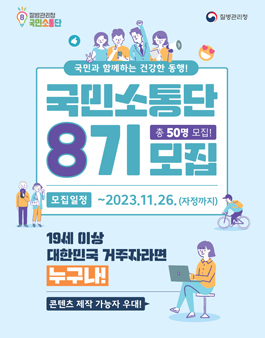 8
질병관리청
국민소통단
질병관리청
국민과 함께하는 건강한 동행!
국민소통단
8기 총 50명 모집!
모집
모집일정 ~2023.11.26.(자정까지)
19세 이상
대한민국 거주자라면
누구나!
콘텐츠 제작 가능자 우대!